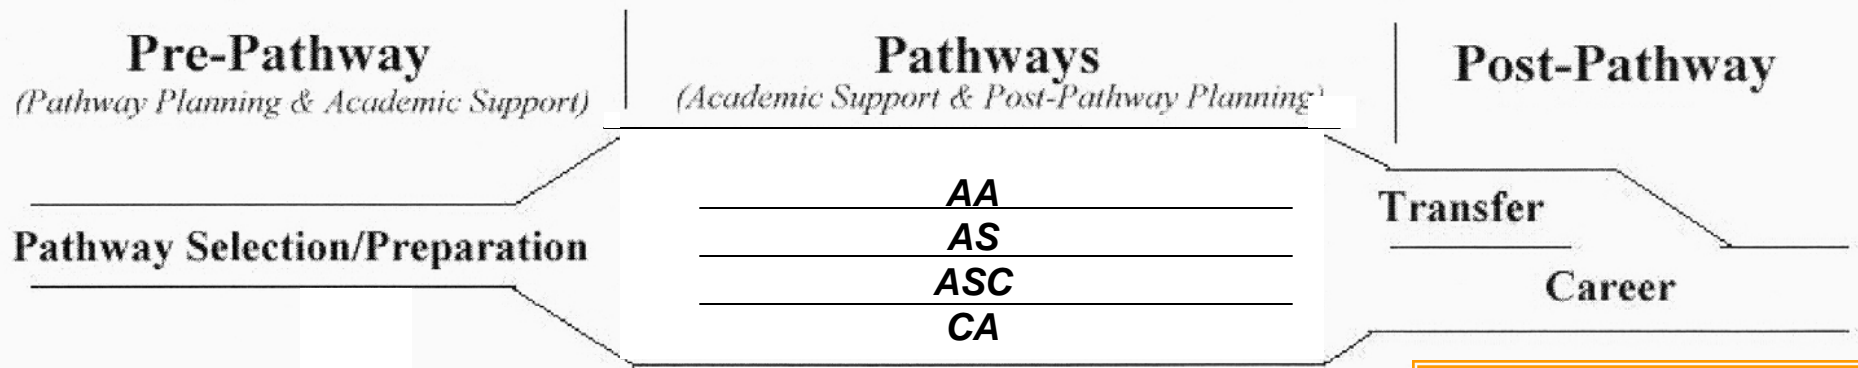 Pre-Pathway
(Pathway Planning & Academic Support)
Pathways
(Academic Support & Post-Pathway Planning)
Post-Pathway
Pathway Selection/Preparation
AA
AS
ASC
CA
Transfer
Career